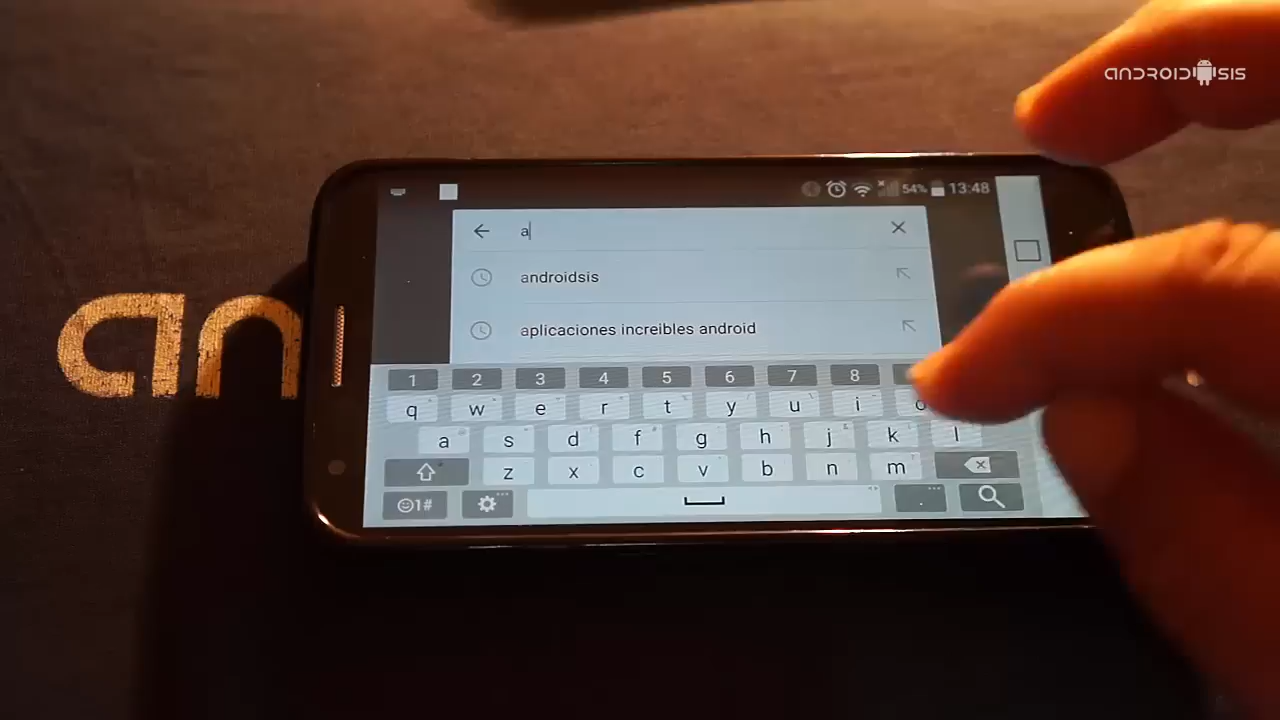 ANDROIDSIS
54% 13:48
a
androidsis
aplicaciones increibles android
1 2 3 4 5 6 7 8
q w e r t y u i o
a s d f g h j k l
z x c v b n m
1# .
an